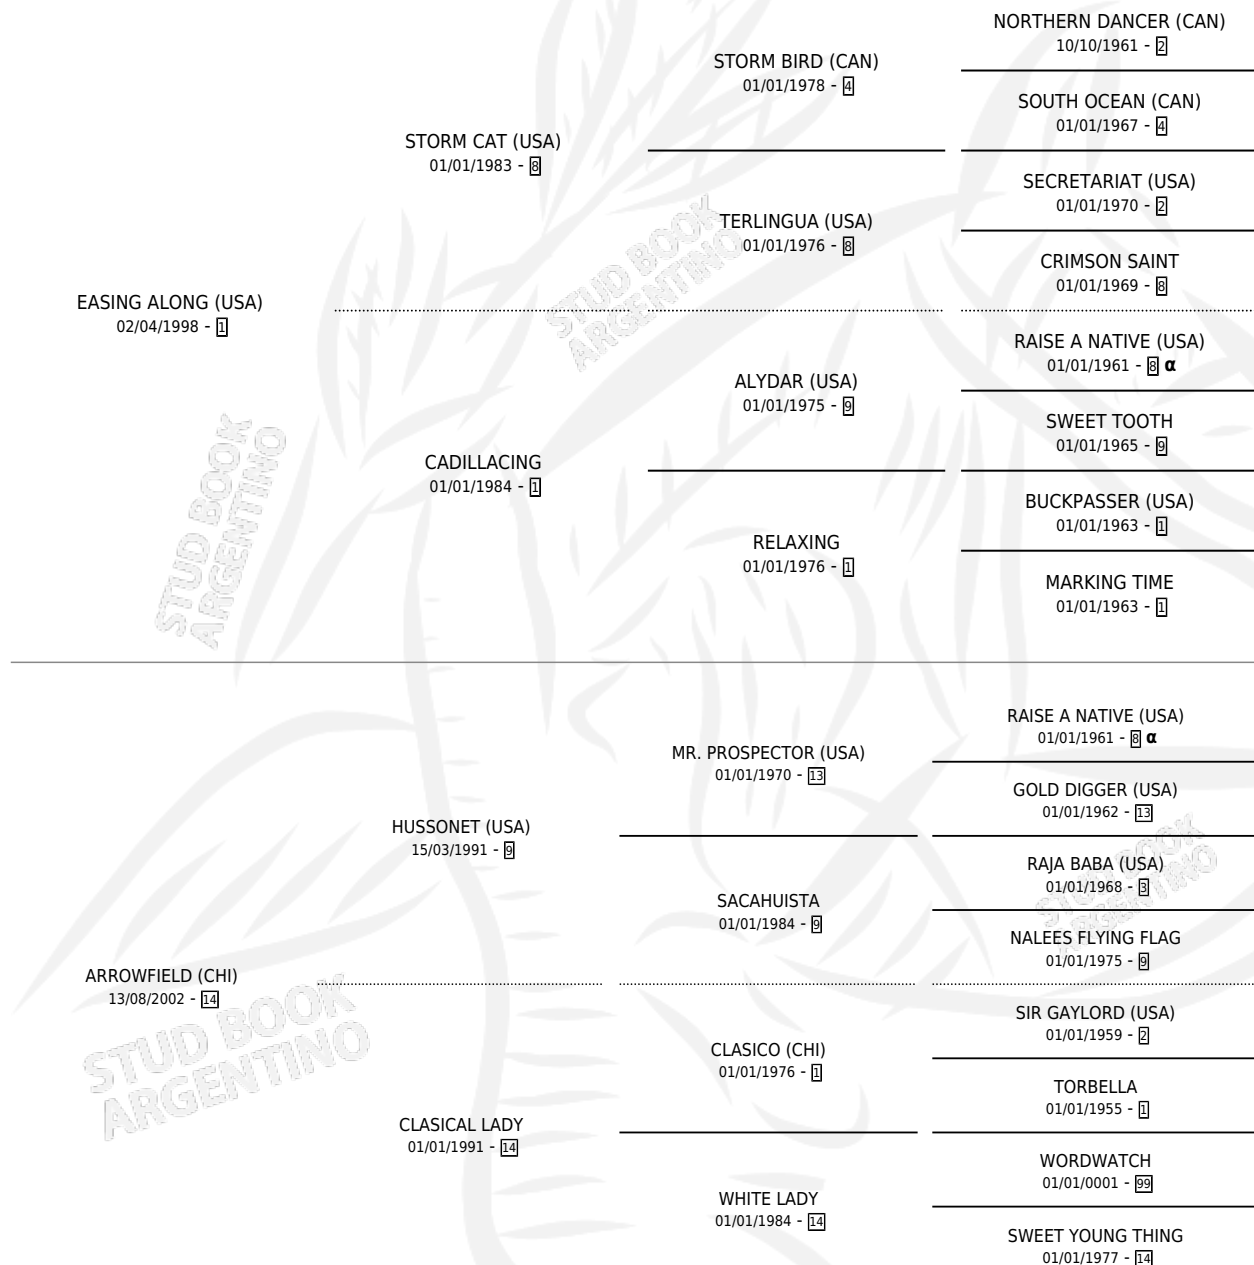 NORTHERN DANCER (CAN)
10/10/1961 - 2
STORM BIRD (CAN)
01/01/1978 - 4
SOUTH OCEAN (CAN)
01/01/1967 - 4
STORM CAT (USA)
01/01/1983 - 8
SECRETARIAT (USA)
01/01/1970 - 2
TERLINGUA (USA)
01/01/1976 - 8
CRIMSON SAINT
01/01/1969 - 8
EASING ALONG (USA)
02/04/1998 - 1
STUD BOOK
ARGENTINO
RAISE A NATIVE (USA)
01/01/1961 - 8 α
ALYDAR (USA)
01/01/1975 - 9
SWEET TOOTH
01/01/1965 - 9
CADILLACING
01/01/1984 - 1
BUCKPASSER (USA)
01/01/1963 - 1
RELAXING
01/01/1976 - 1
MARKING TIME
01/01/1963 - 1
STUD BOOK
ARGENTINO
RAISE A NATIVE (USA)
01/01/1961 - 8 α
MR. PROSPECTOR (USA)
01/01/1970 - 13
GOLD DIGGER (USA)
01/01/1962 - 13
HUSSONET (USA)
15/03/1991 - 9
RAJA BABA (USA)
01/01/1968 - 3
STUD BOOK
ARGENTINO
SACAHUISTA
01/01/1984 - 9
NALEES FLYING FLAG
01/01/1975 - 9
ARROWFIELD (CHI)
13/08/2002 - 14
STUD BOOK
ARGENTINO
SIR GAYLORD (USA)
01/01/1959 - 2
CLASICO (CHI)
01/01/1976 - 1
TORBELLA
01/01/1955 - 1
CLASICAL LADY
01/01/1991 - 14
WORDWATCH
01/01/0001 - 99
WHITE LADY
01/01/1984 - 14
SWEET YOUNG THING
01/01/1977 - 14